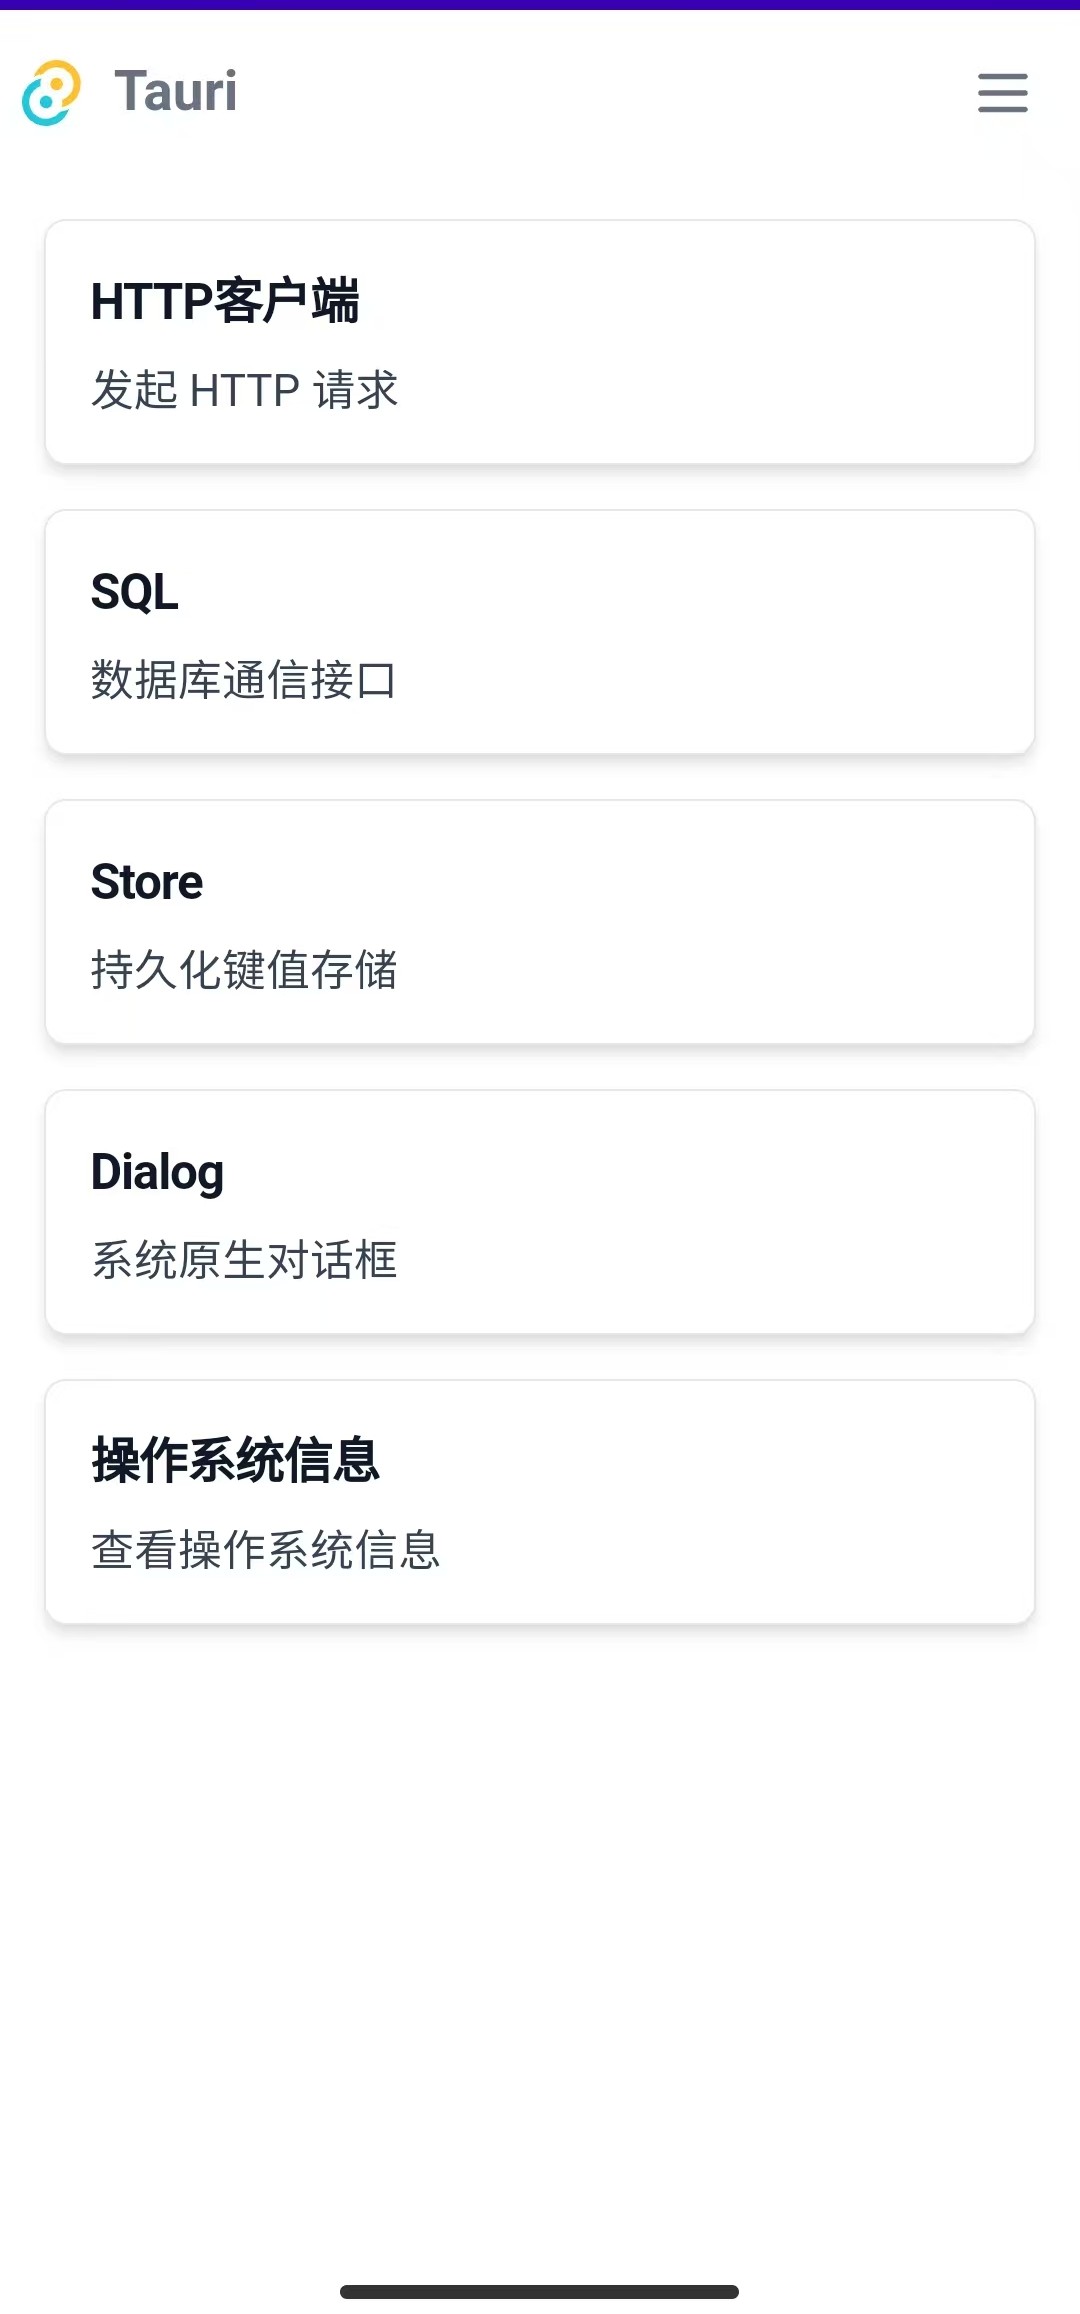 Tauri
HTTP客户端
发起 HTTP 请求
SQL
数据库通信接口
Store
持久化键值存储
Dialog
系统原生对话框
操作系统信息
查看操作系统信息